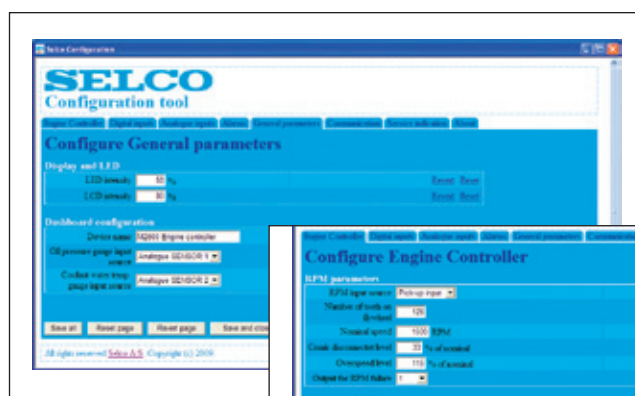 Selco Configuration
SELCO
Configuration tool
Engine Controller Digital inputs Analogue inputs Alarms General parameters Communication Service indication About
Configure General parameters
Display and LED
LED intensity 50 % Revert Reset
LCD intensity 80 % Revert Reset
Dashboard configuration
Device name M2600 Engine controller
Oil pressure gauge input source Analogue SENSOR 1
Coolant water temp. gauge input source Analogue SENSOR 2
Save all Reset page Revert page Save and close
All rights reserved Selco A/S. Copyright (c) 2009
Engine Controller Digital inputs Analogue inputs Alarms General parameters Communication
Configure Engine Controller
RPM parameters
RPM input source Pick-up input
Number of teeth on flywheel
Nominal speed 1500 RPM
Crank disconnect level % of nominal
Overspeed level 115 % of nominal
Output for RPM failure 1